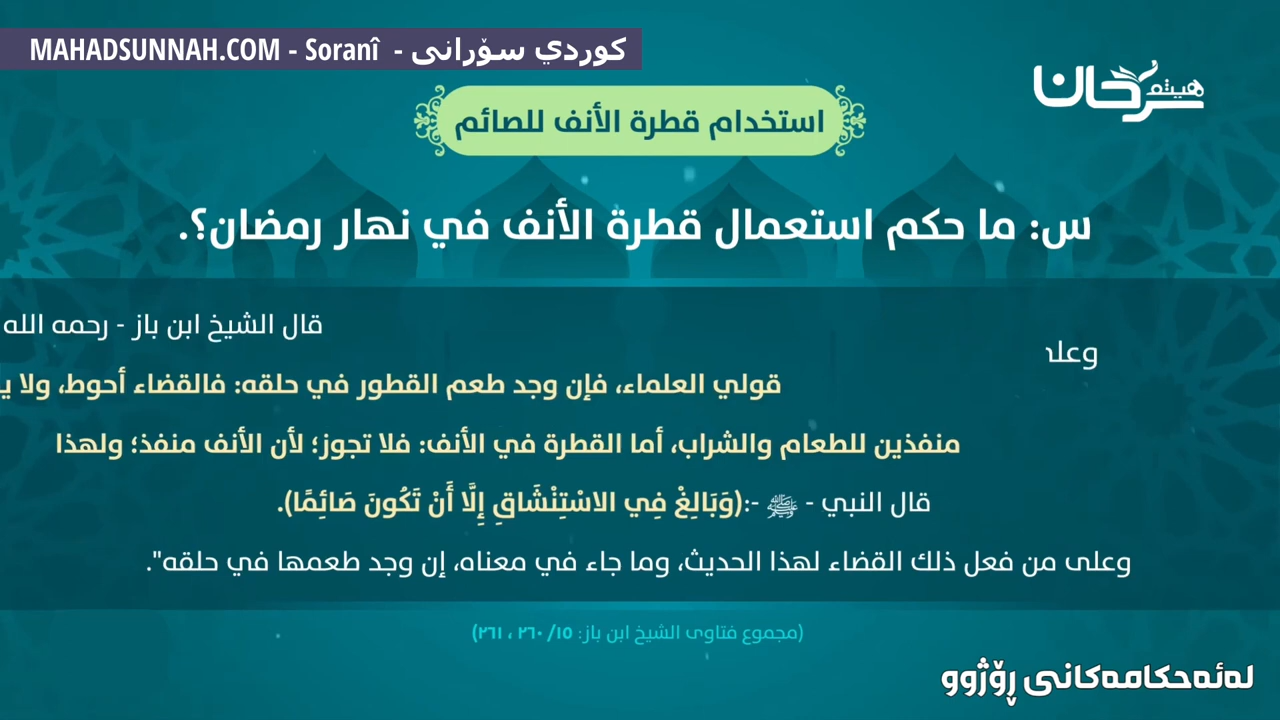 MAHADSUNNAH.COM - Soranî - كوردي سۆرانى
هيثم سرحان
استخدام قطرة الأنف للصائم
س: ما حكم استعمال قطرة الأنف في نهار رمضان؟.
قال الشيخ ابن باز - رحمه الله
وعلى
قولي العلماء، فإن وجد طعم القطور في حلقه: فالقضاء أحوط، ولا
منفذين للطعام والشراب، أما القطرة في الأنف: فلا تجوز؛ لأن الأنف منفذ؛ ولهذا
قال النبي - ﷺ -:(وَبَالِغْ فِي الاسْتِنْشَاقِ إِلَّا أَنْ تَكُونَ صَائِمًا).
وعلى من فعل ذلك القضاء لهذا الحديث، وما جاء في معناه، إن وجد طعمها في حلقه".
(مجموع فتاوى الشيخ ابن باز: ١٥/ ٢٦٠ ، ٢٦١)
لەئەحکامەکانی ڕۆژوو